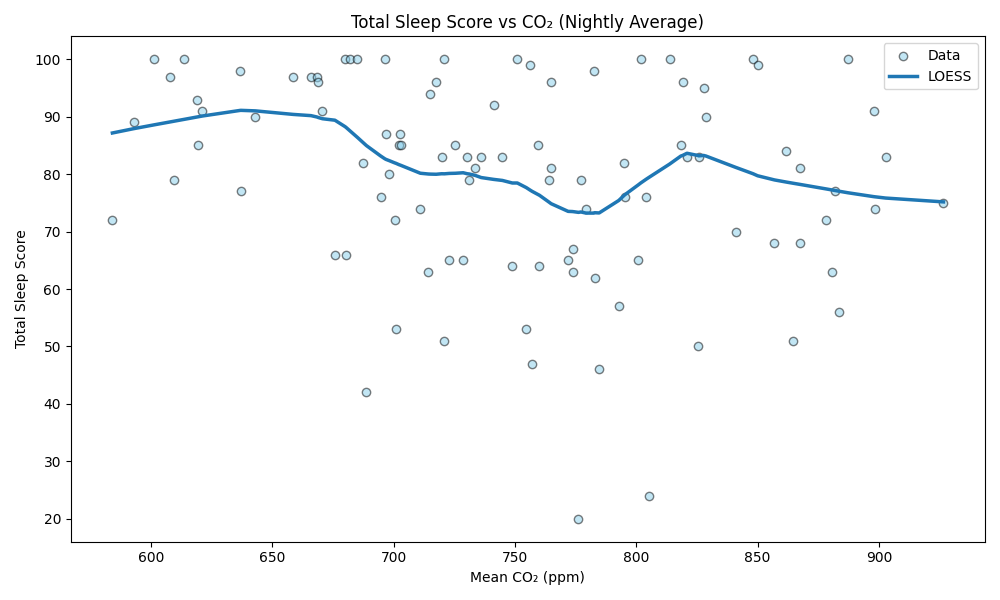 Total Sleep Score vs CO₂ (Nightly Average)
Data
LOESS
100
90
80
70
60
50
40
30
20
Total Sleep Score
600 650 700 750 800 850 900
Mean CO₂ (ppm)